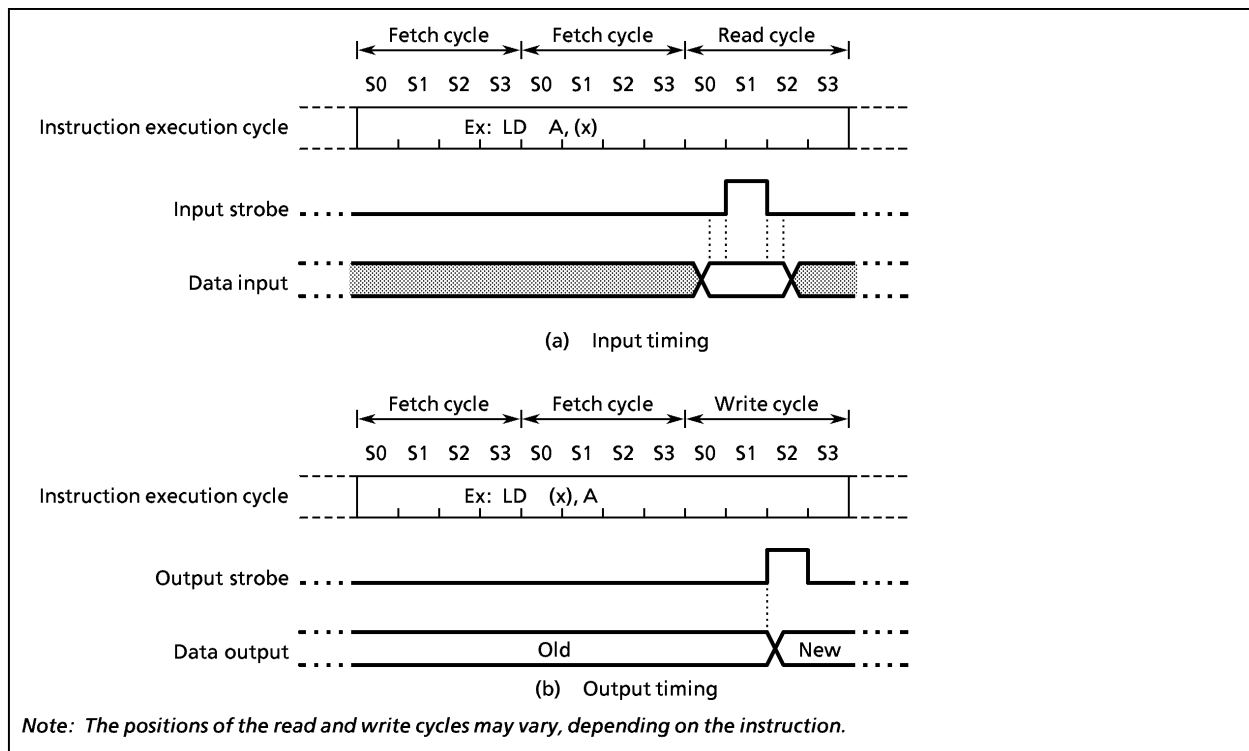 Fetch cycle Fetch cycle Read cycle
S0 S1 S2 S3 S0 S1 S2 S3 S0 S1 S2 S3
Instruction execution cycle Ex: LD A, (x)
Input strobe
Data input
(a) Input timing
Fetch cycle Fetch cycle Write cycle
S0 S1 S2 S3 S0 S1 S2 S3 S0 S1 S2 S3
Instruction execution cycle Ex: LD (x), A
Output strobe
Data output Old New
(b) Output timing
Note: The positions of the read and write cycles may vary, depending on the instruction.